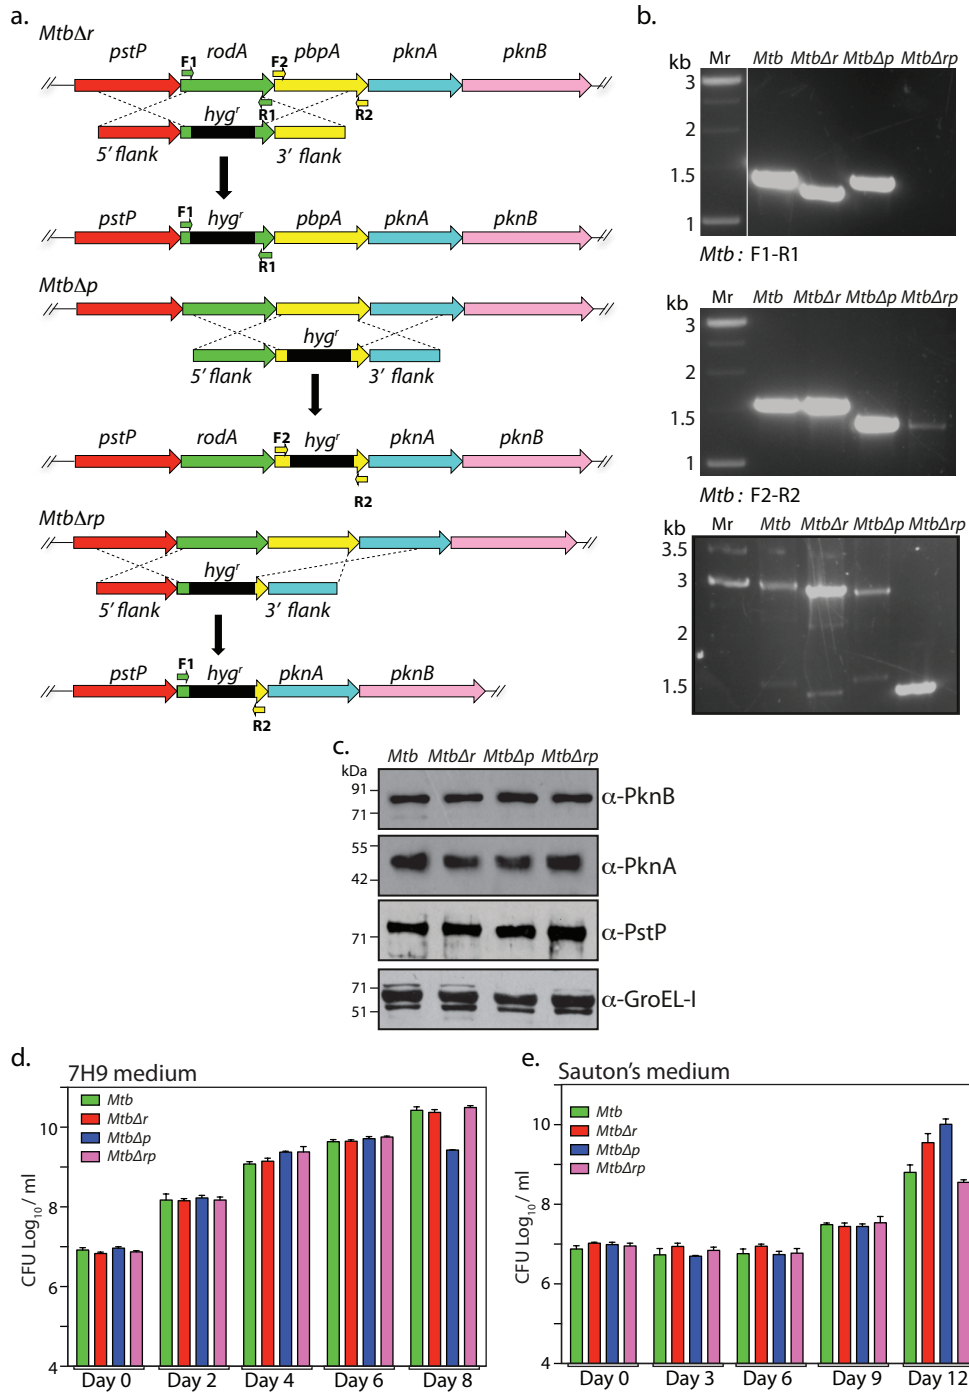 a.
MtbΔr
pstP rodA pbpA pknA pknB
F1 F2
R1 R2
hygʳ
5' flank 3' flank
pstP hygʳ pbpA pknA pknB
F1
R1
MtbΔp
hygʳ
5' flank 3' flank
pstP rodA hygʳ pknA pknB
F2
R2
MtbΔrp
hygʳ
5' flank 3' flank
pstP hygʳ pknA pknB
F1
R2
b.
kb Mr Mtb MtbΔr MtbΔp MtbΔrp
3
2
1.5
1
Mtb : F1-R1
kb Mr Mtb MtbΔr MtbΔp MtbΔrp
3
2
1.5
1
Mtb : F2-R2
kb Mr Mtb MtbΔr MtbΔp MtbΔrp
3.5
3
2
1.5
c.
kDa Mtb MtbΔr MtbΔp MtbΔrp
91
71
α-PknB
55
42
α-PknA
71
α-PstP
71
51
α-GroEL-I
d.
7H9 medium
Mtb
MtbΔr
MtbΔp
MtbΔrp
CFU Log₁₀/ ml
10
8
6
4
Day 0 Day 2 Day 4 Day 6 Day 8
e.
Sauton's medium
Mtb
MtbΔr
MtbΔp
MtbΔrp
CFU Log₁₀/ ml
10
8
6
4
Day 0 Day 3 Day 6 Day 9 Day 12